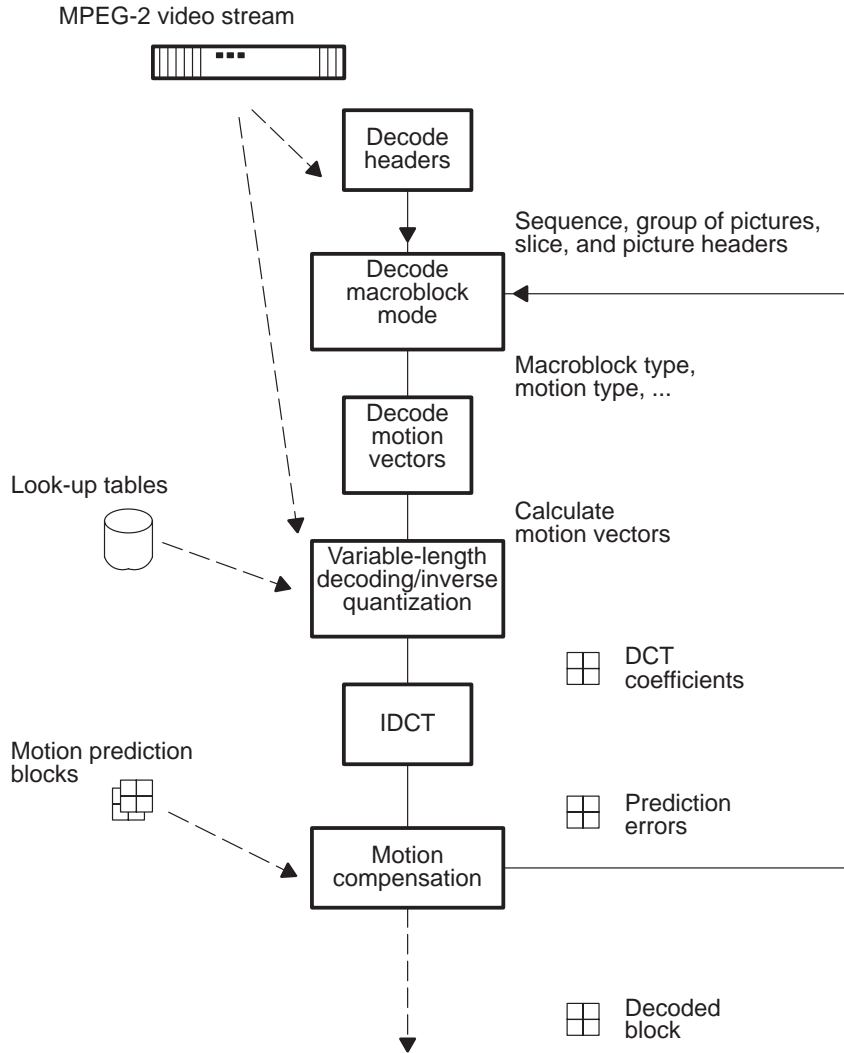 MPEG-2 video stream
Decode
headers
Sequence, group of pictures,
slice, and picture headers
Decode
macroblock
mode
Macroblock type,
motion type, ...
Decode
motion
vectors
Look-up tables
Calculate
motion vectors
Variable-length
decoding/inverse
quantization
DCT
coefficients
IDCT
Motion prediction
blocks
Prediction
errors
Motion
compensation
Decoded
block